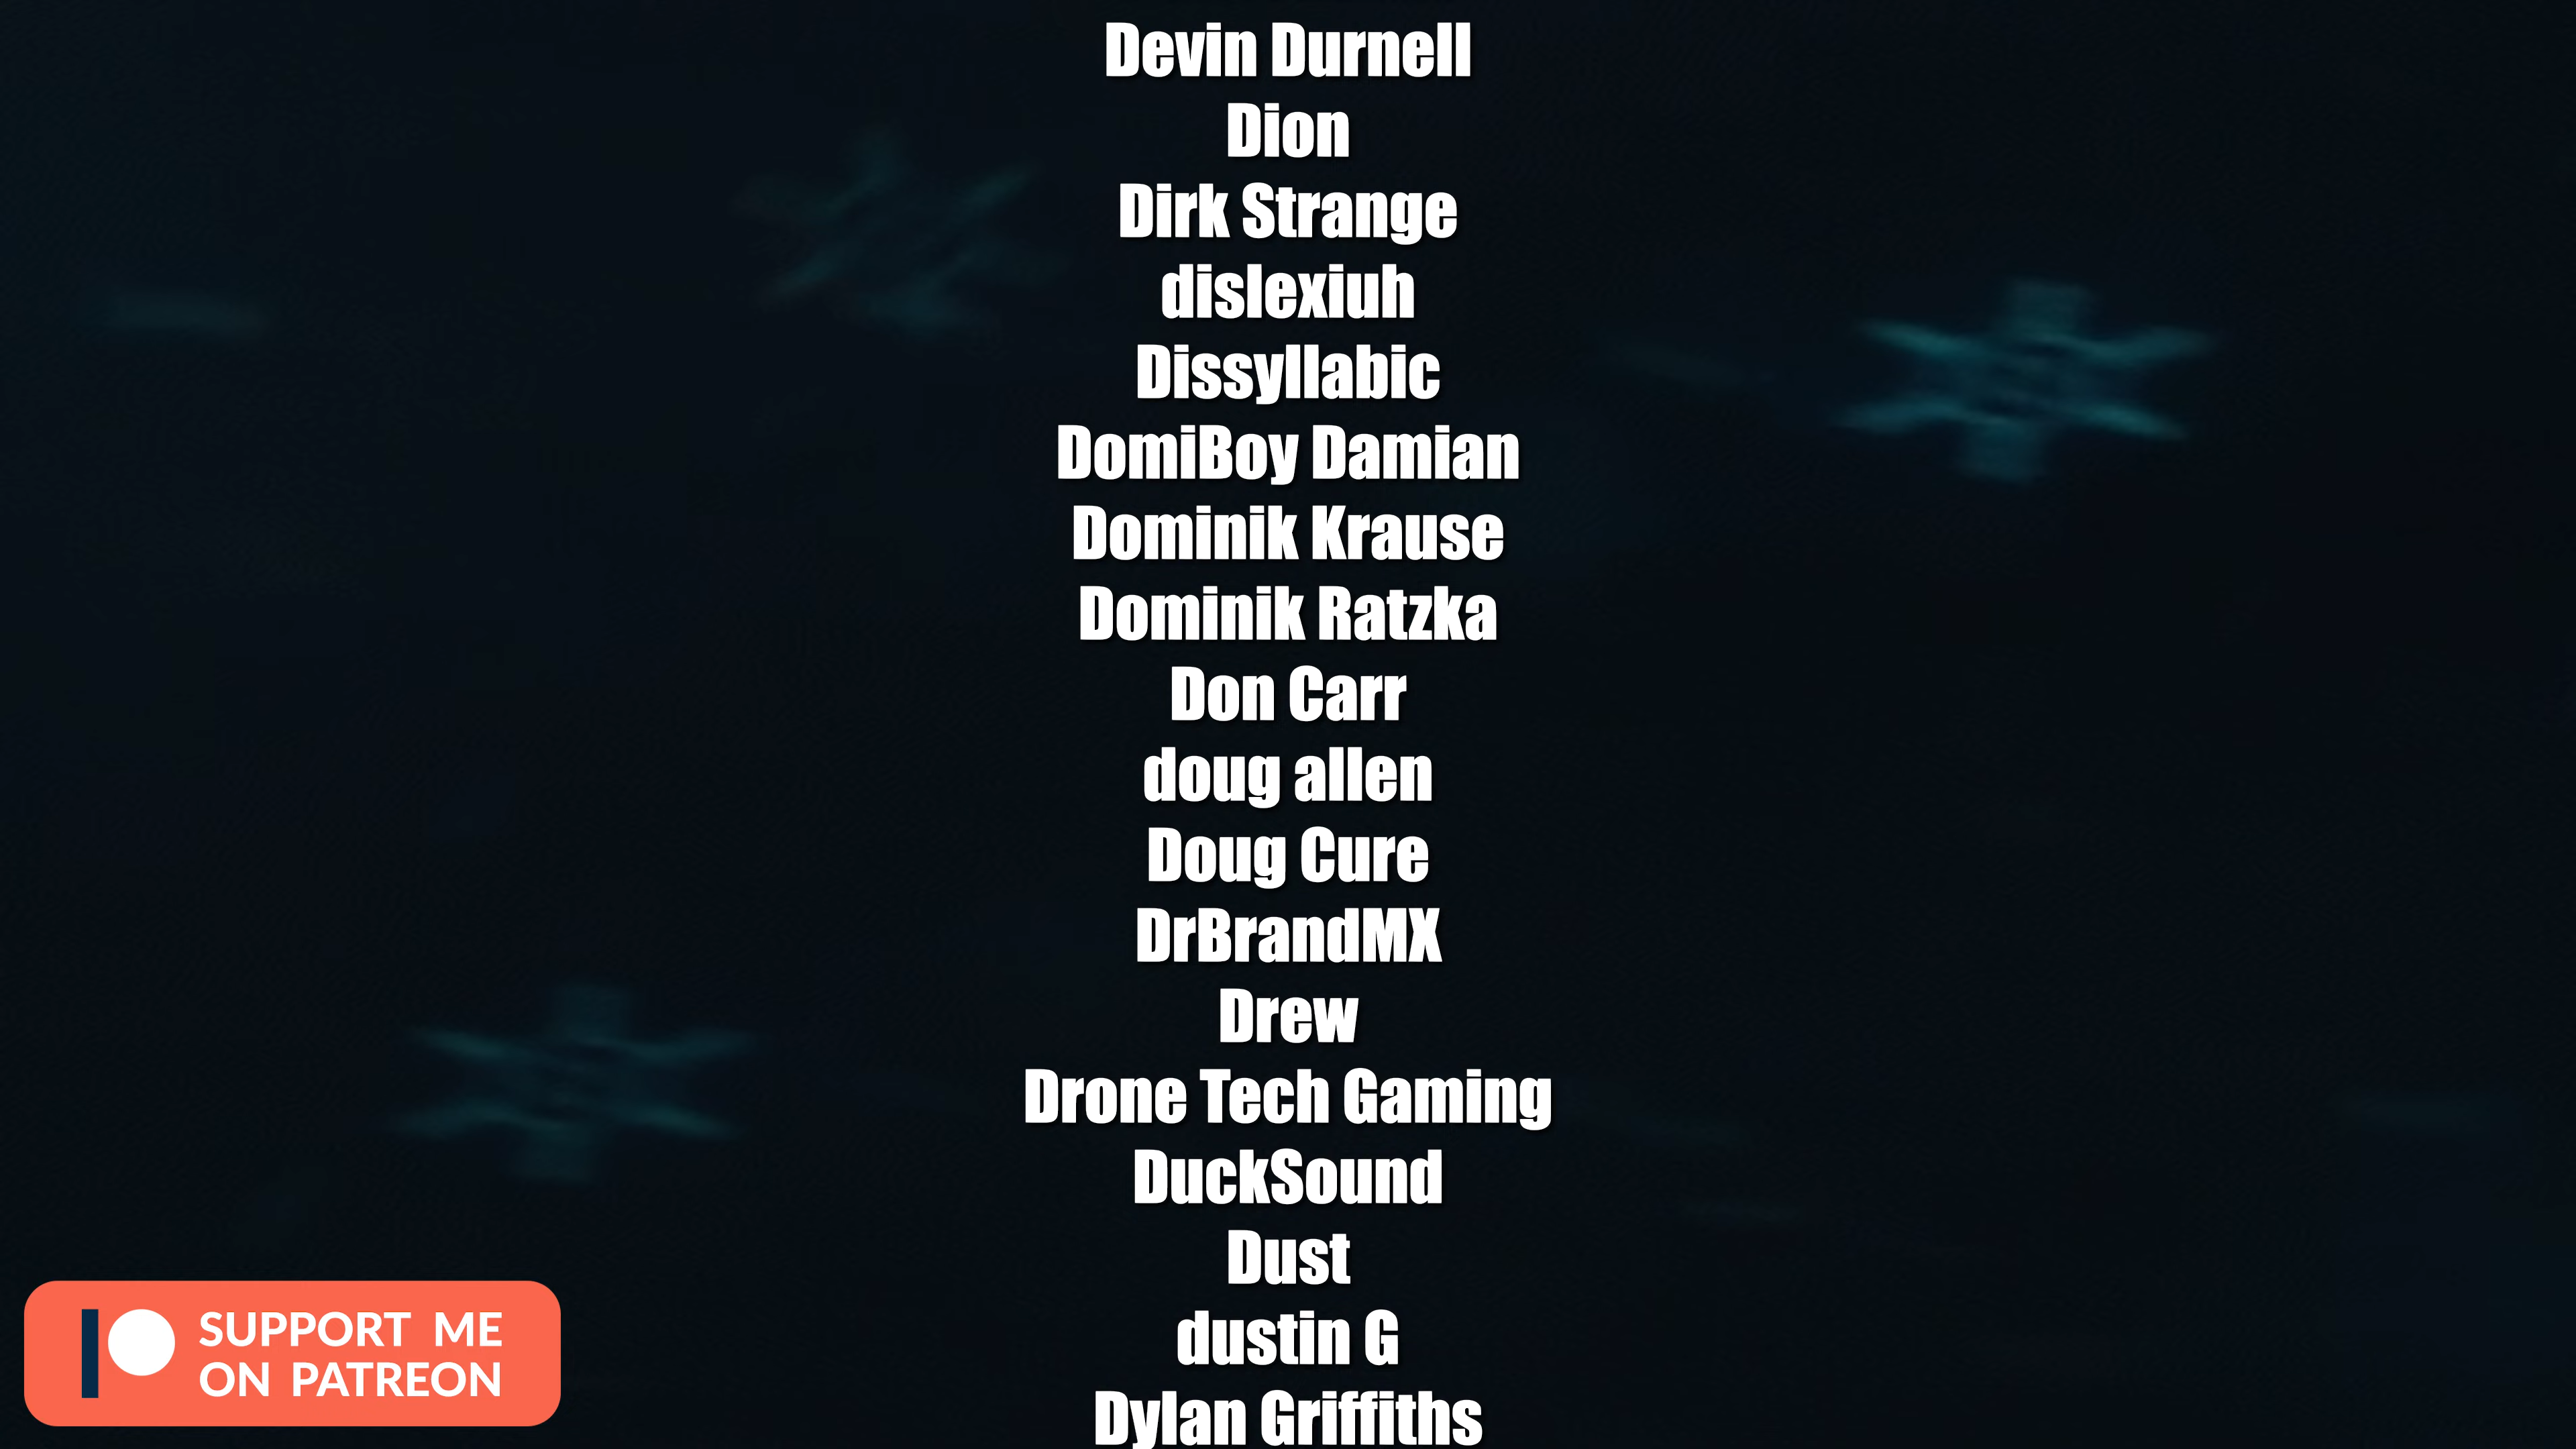 Devin Durnell
Dion
Dirk Strange
dislexiuh
Dissyllabic
DomiBoy Damian
Dominik Krause
Dominik Ratzka
Don Carr
doug allen
Doug Cure
DrBrandMX
Drew
Drone Tech Gaming
DuckSound
Dust
dustin G
Dylan Griffiths
SUPPORT ME
ON PATREON